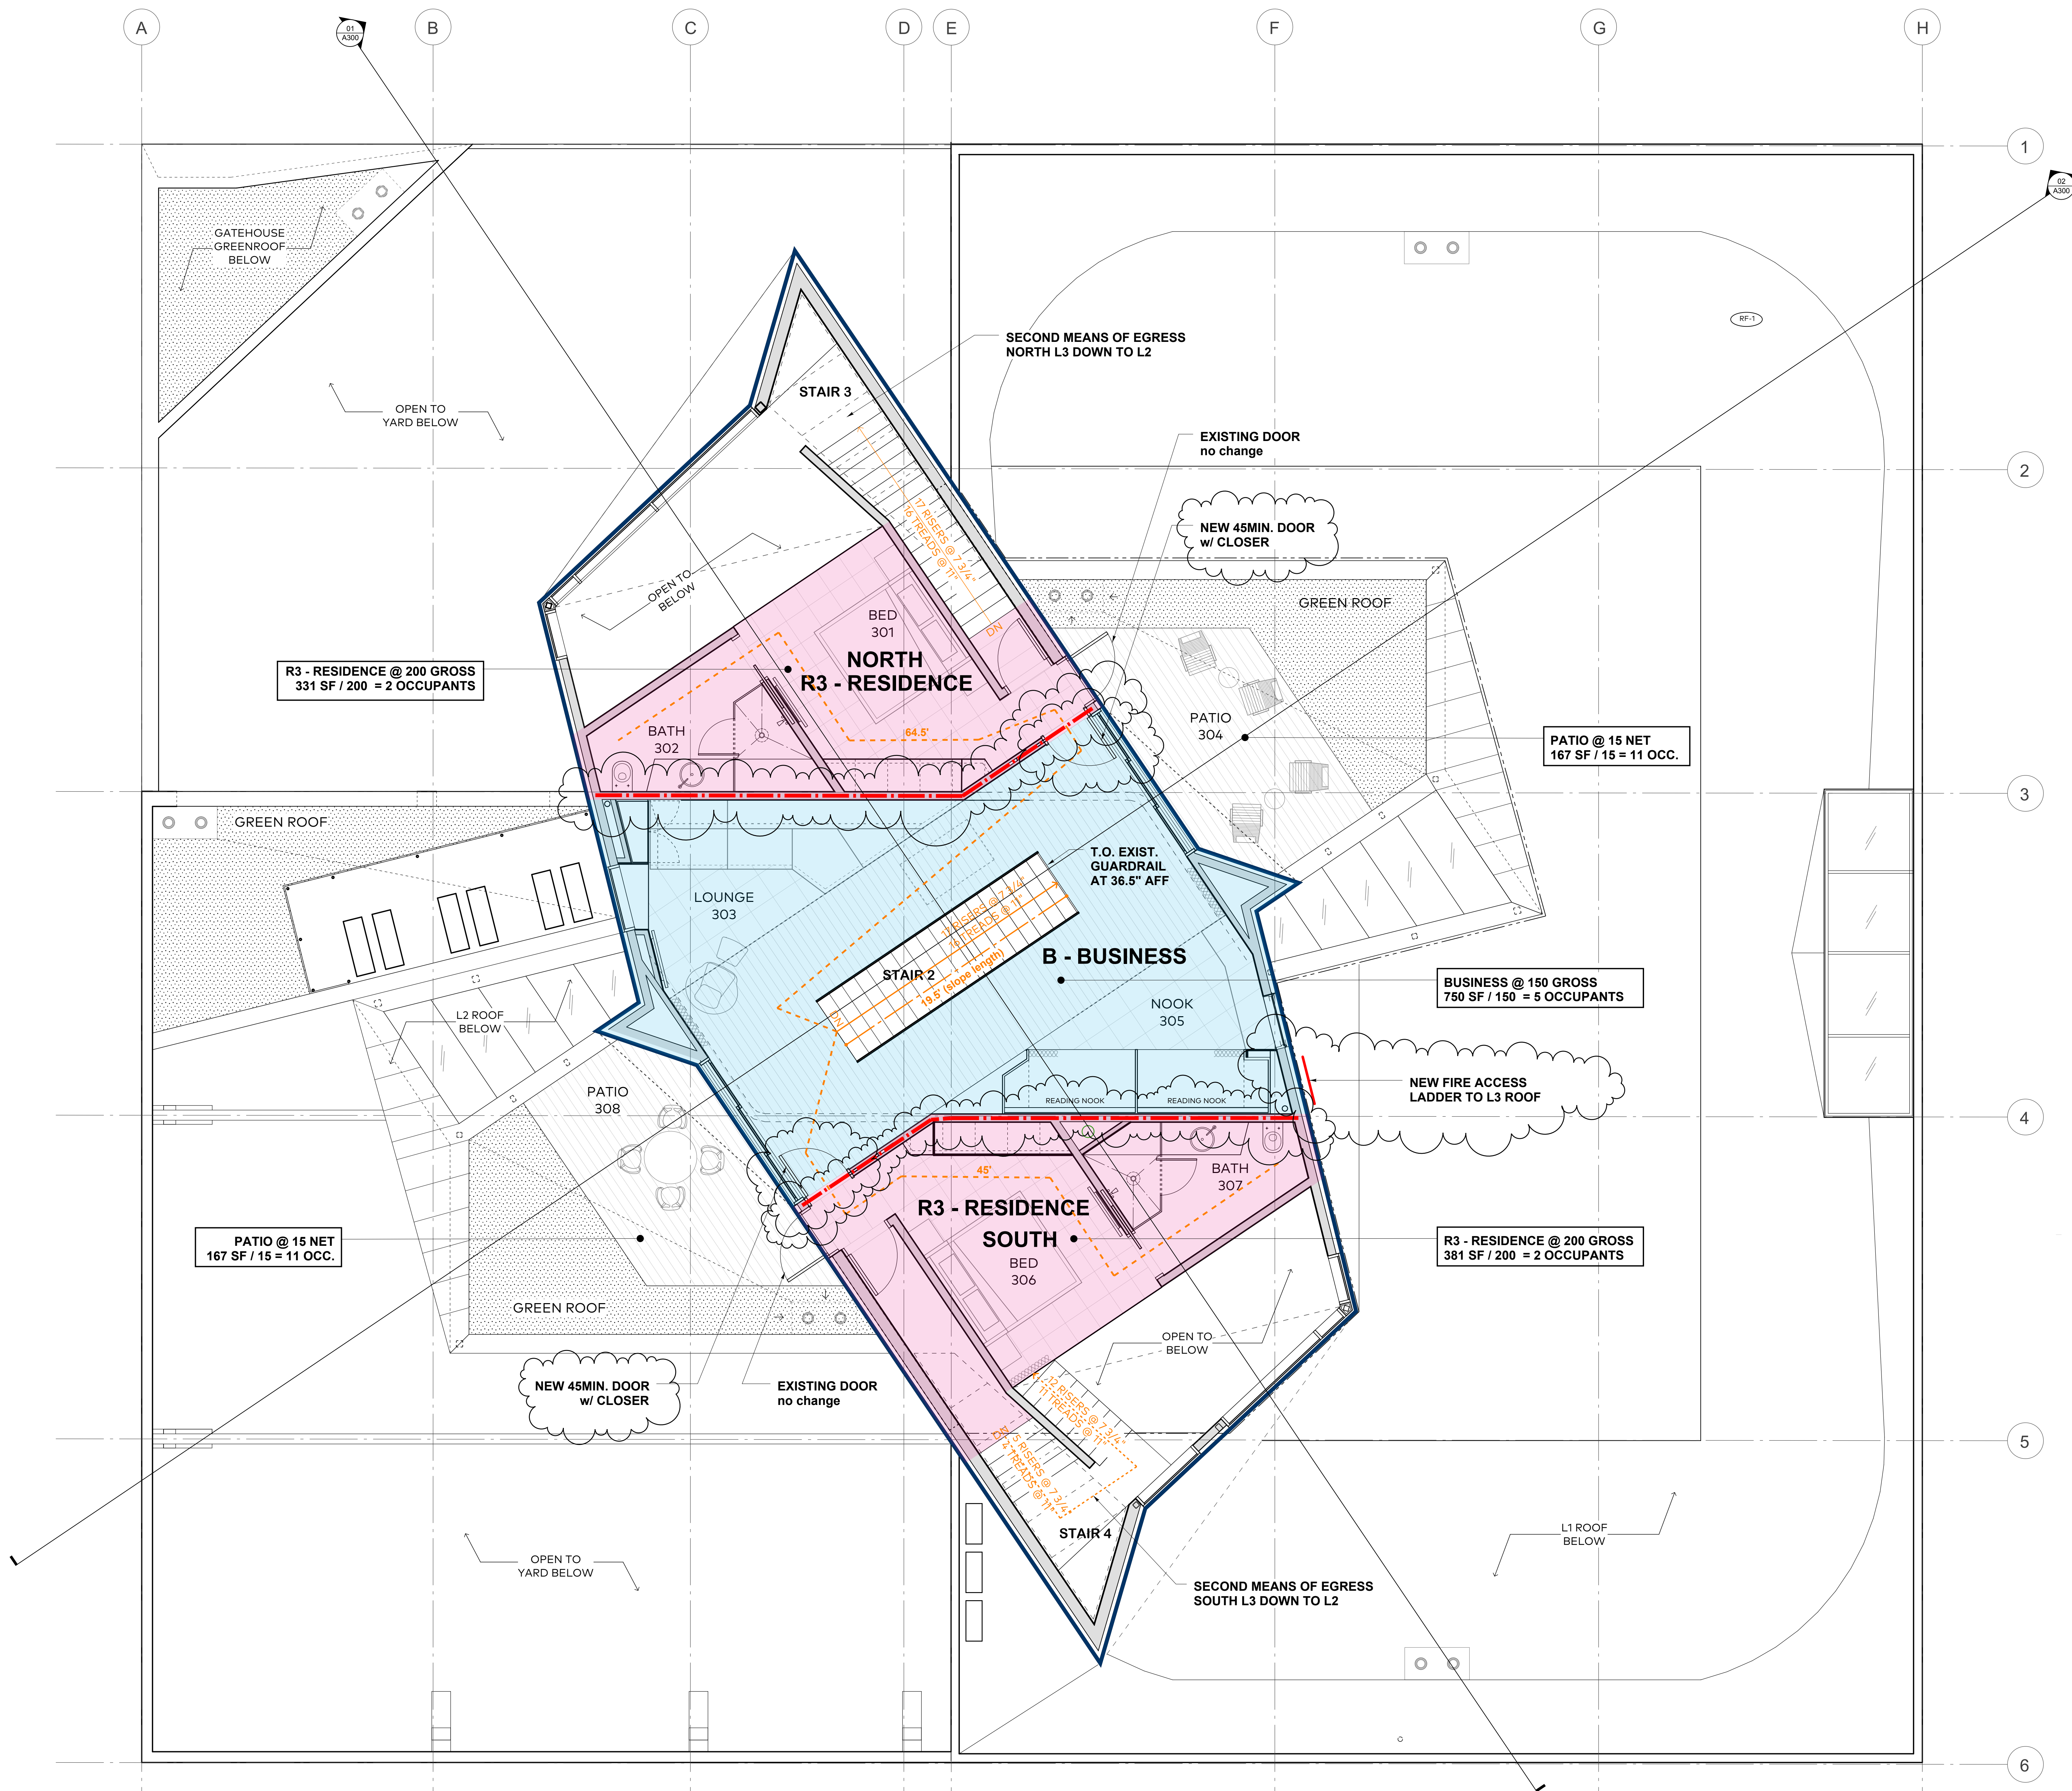 A
B
C
D
E
F
G
H
01
A300
02
A300
1
2
3
4
5
6
GATEHOUSE
GREENROOF
BELOW
RF-1
SECOND MEANS OF EGRESS
NORTH L3 DOWN TO L2
STAIR 3
OPEN TO
YARD BELOW
EXISTING DOOR
no change
NEW 45MIN. DOOR
w/ CLOSER
17 RISERS @ 7 3/4"
16 TREADS @ 11"
DN
OPEN TO
BELOW
GREEN ROOF
BED
301
NORTH
R3 - RESIDENCE
R3 - RESIDENCE @ 200 GROSS
331 SF / 200 = 2 OCCUPANTS
BATH
302
64.5'
PATIO
304
PATIO @ 15 NET
167 SF / 15 = 11 OCC.
GREEN ROOF
T.O. EXIST.
GUARDRAIL
AT 36.5" AFF
LOUNGE
303
17 RISERS @ 7 3/4"
16 TREADS @ 11"
STAIR 2
19.5' (slope length)
DN
B - BUSINESS
BUSINESS @ 150 GROSS
750 SF / 150 = 5 OCCUPANTS
NOOK
305
L2 ROOF
BELOW
PATIO
308
READING NOOK
READING NOOK
NEW FIRE ACCESS
LADDER TO L3 ROOF
45'
BATH
307
R3 - RESIDENCE
SOUTH
BED
306
PATIO @ 15 NET
167 SF / 15 = 11 OCC.
R3 - RESIDENCE @ 200 GROSS
381 SF / 200 = 2 OCCUPANTS
GREEN ROOF
OPEN TO
BELOW
NEW 45MIN. DOOR
w/ CLOSER
EXISTING DOOR
no change
12 RISERS @ 7 3/4"
11 TREADS @ 11"
DN
5 RISERS @ 7 3/4"
4 TREADS @ 11"
STAIR 4
L1 ROOF
BELOW
OPEN TO
YARD BELOW
SECOND MEANS OF EGRESS
SOUTH L3 DOWN TO L2